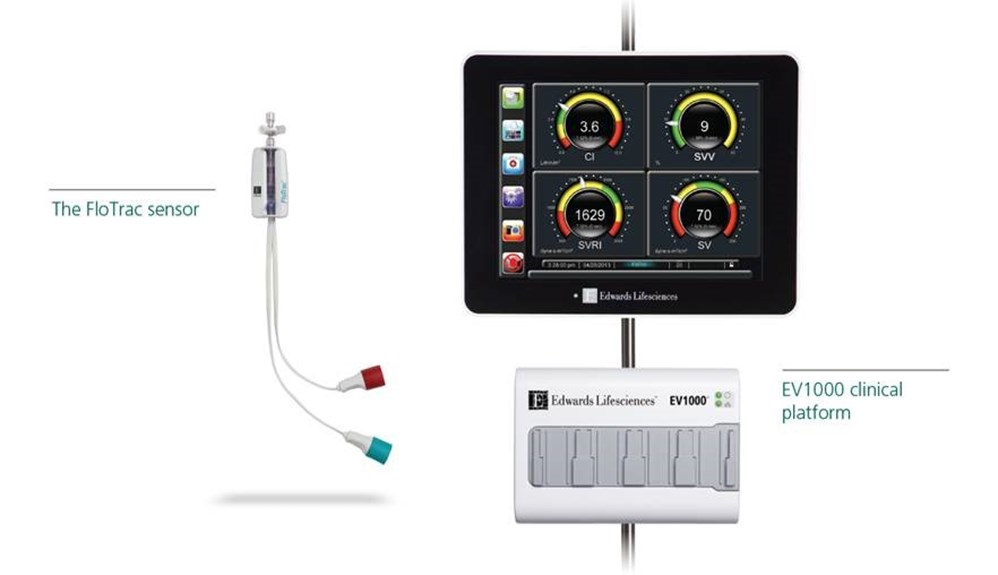 The FloTrac sensor
FloTrac
3.6
CI
9
SVV
%
1629
SVRI
70
SV
Edwards Lifesciences
E Edwards Lifesciences EV1000
EV1000 clinical
platform